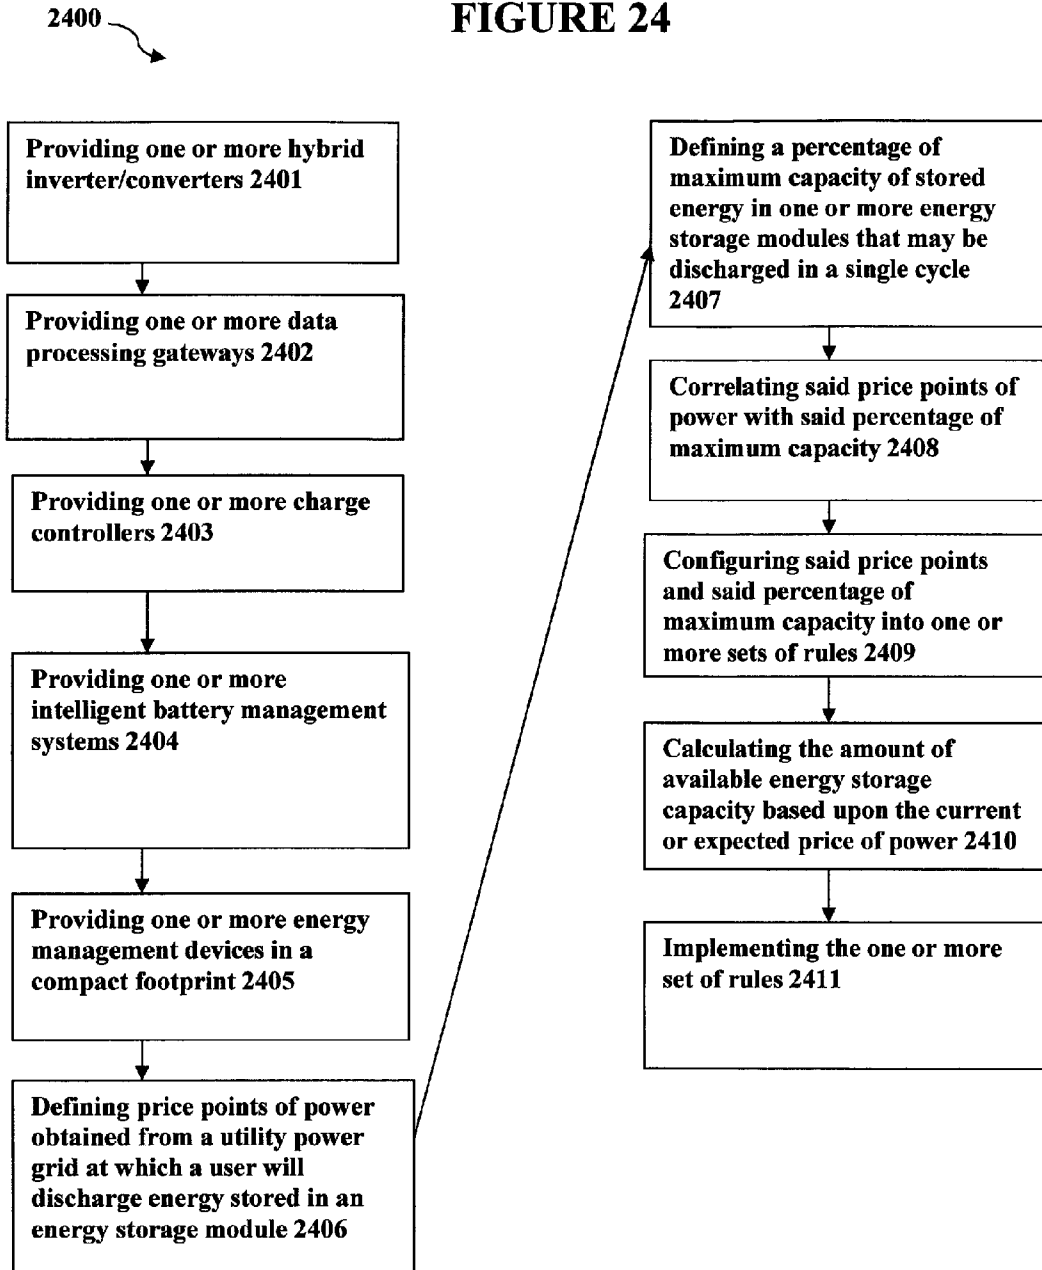 2400
FIGURE 24
Providing one or more hybrid
inverter/converters 2401
Providing one or more data
processing gateways 2402
Providing one or more charge
controllers 2403
Providing one or more
intelligent battery management
systems 2404
Providing one or more energy
management devices in a
compact footprint 2405
Defining price points of power
obtained from a utility power
grid at which a user will
discharge energy stored in an
energy storage module 2406
Defining a percentage of
maximum capacity of stored
energy in one or more energy
storage modules that may be
discharged in a single cycle
2407
Correlating said price points of
power with said percentage of
maximum capacity 2408
Configuring said price points
and said percentage of
maximum capacity into one or
more sets of rules 2409
Calculating the amount of
available energy storage
capacity based upon the current
or expected price of power 2410
Implementing the one or more
set of rules 2411